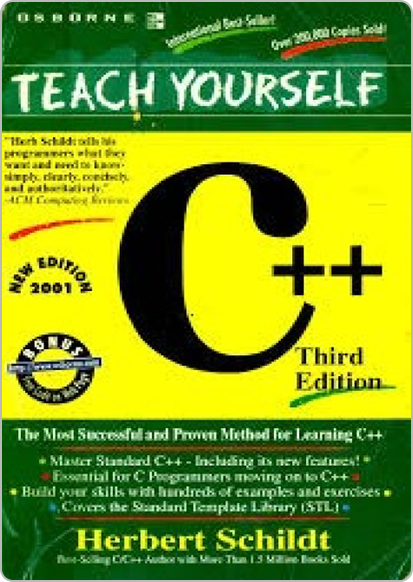 OSBORNE
International Best-Seller!
Over 200,000 Copies Sold!
TEACH YOURSELF
"Herb Schildt tells his
programmers what they
want and need to know-
simply, clearly, concisely,
and authoritatively."
-ACM Computing Reviews
C++
NEW EDITION
2001
BONUS
Third
Edition
The Most Successful and Proven Method for Learning C++
Master Standard C++ - Including its new features!
Essential for C Programmers moving on to C++
Build your skills with hundreds of examples and exercises
Covers the Standard Template Library (STL)
Herbert Schildt
Best-Selling C/C++ Author with More Than 1.5 Million Books Sold